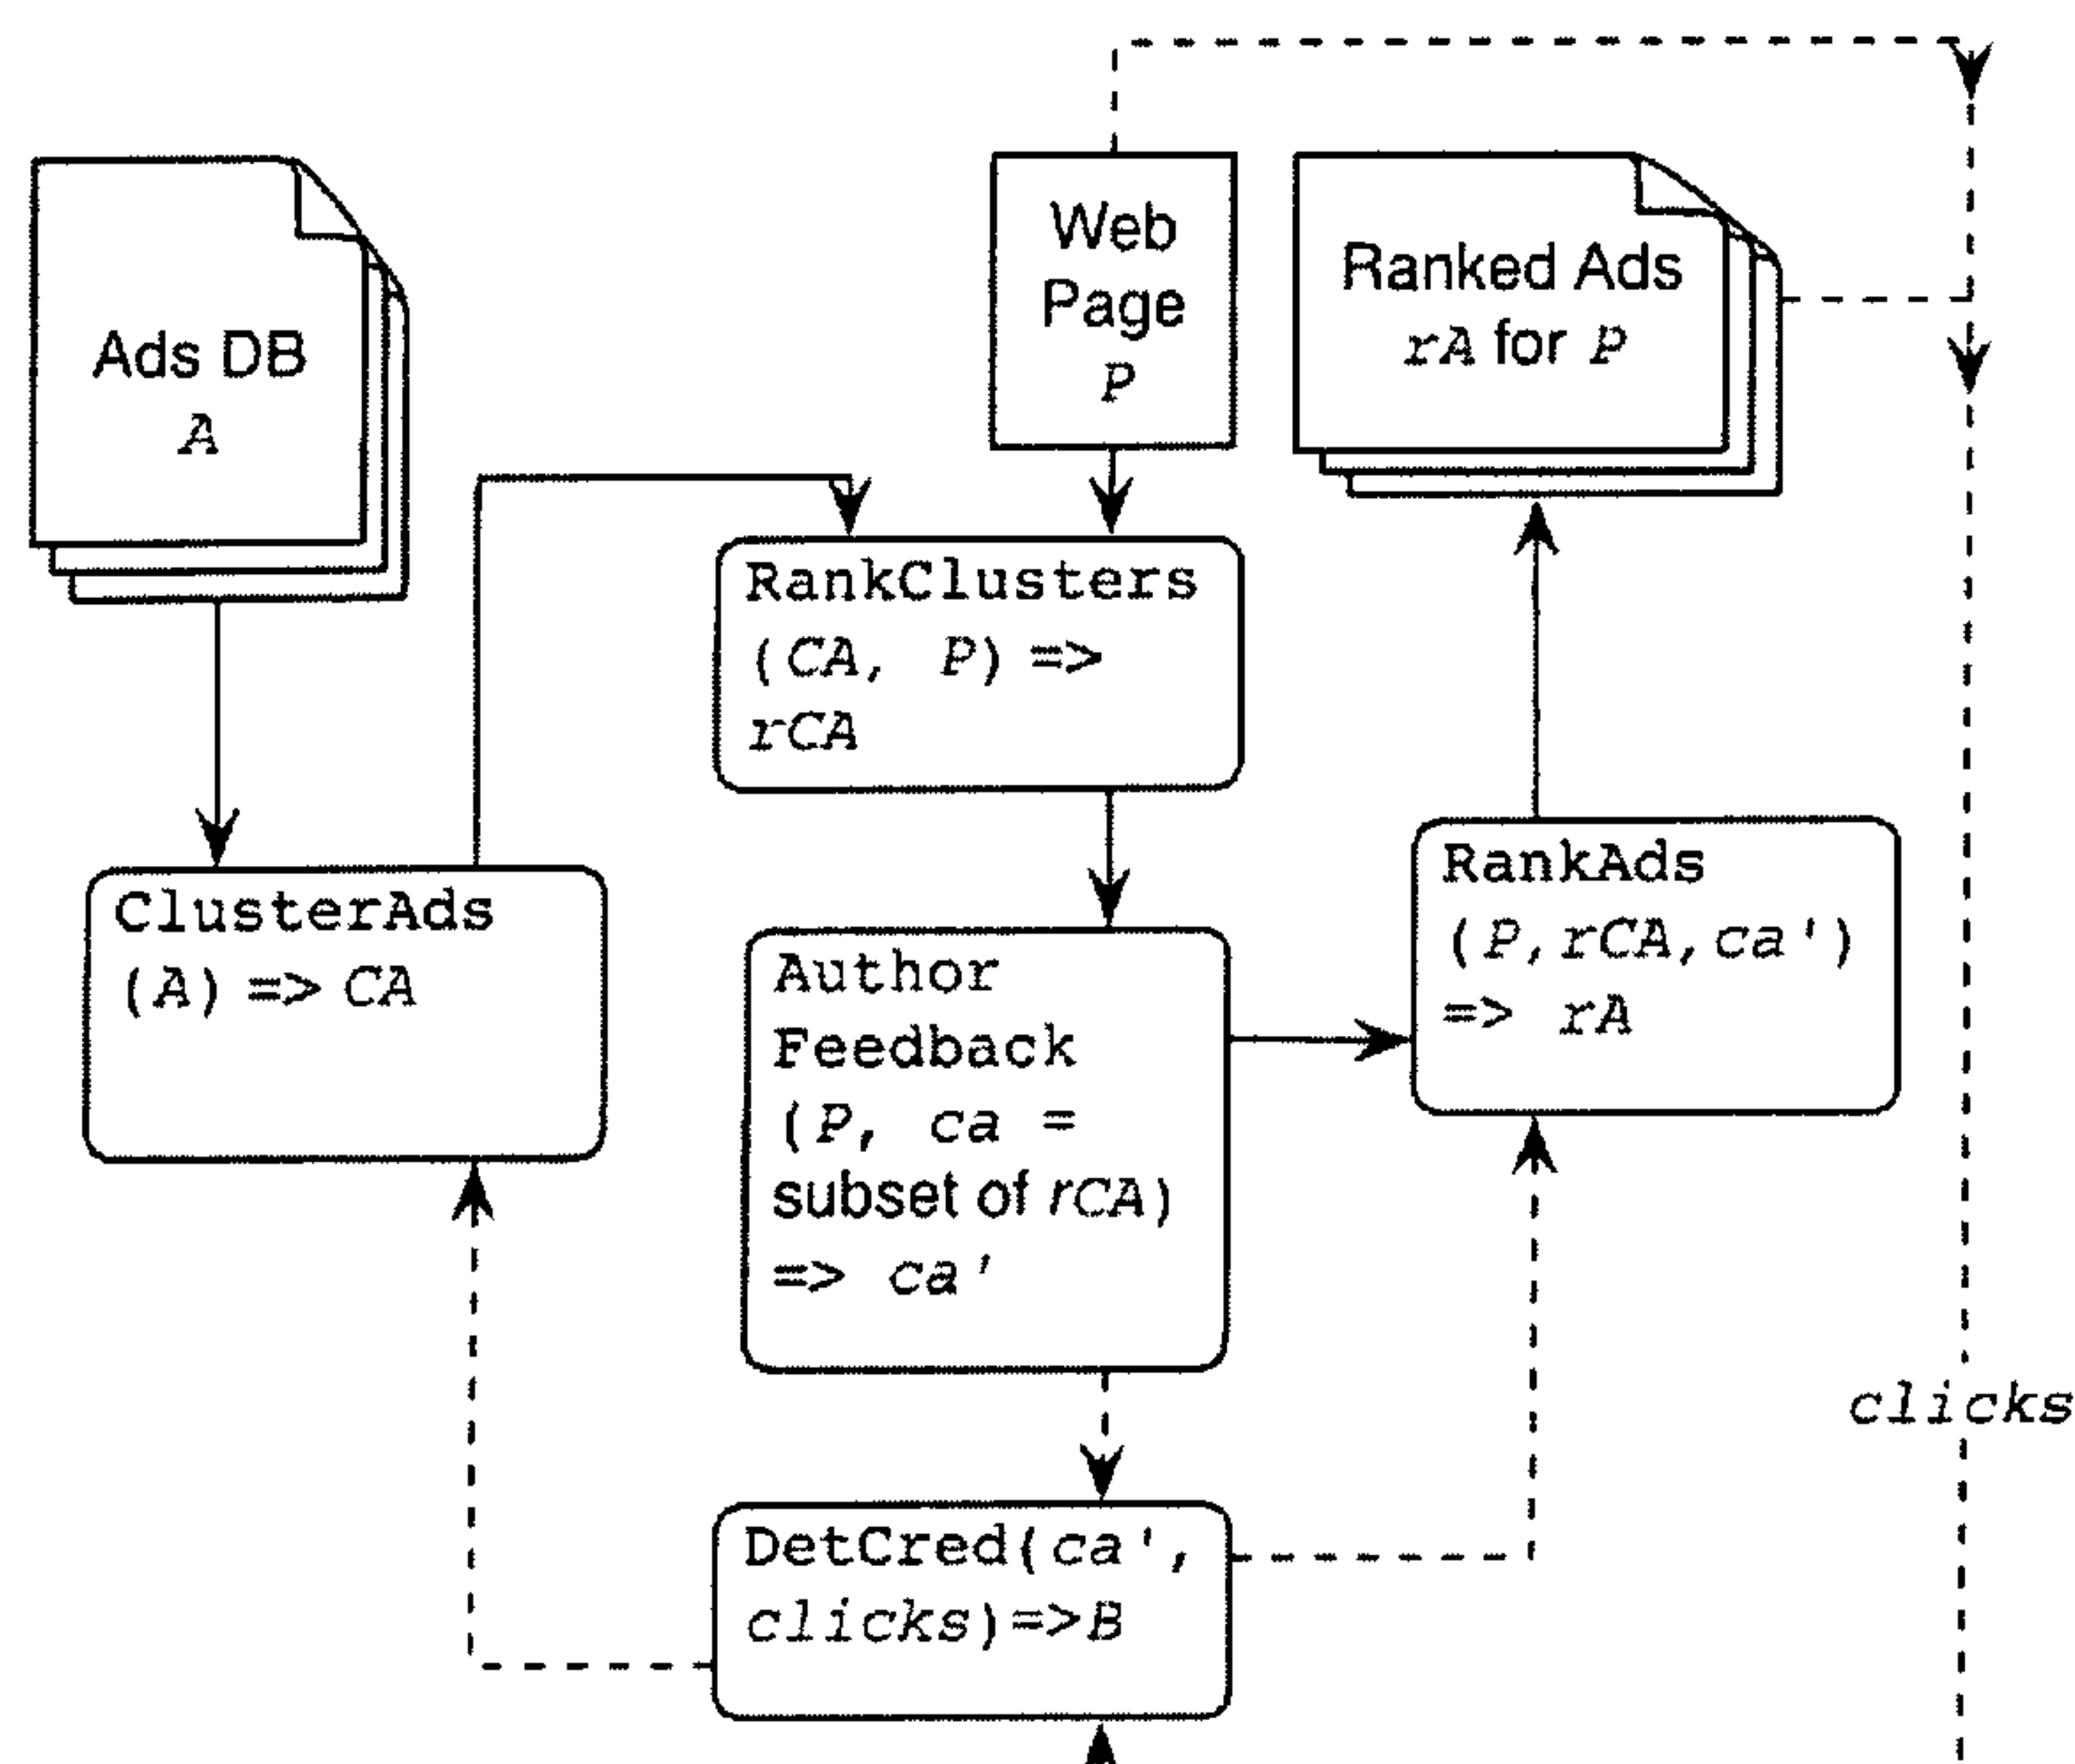 Ads DB
A
Web
Page
P
Ranked Ads
rA for P
RankClusters
(CA, P) =>
rCA
ClusterAds
(A) => CA
Author
Feedback
(P, ca =
subset of rCA)
=> ca'
RankAds
(P,rCA,ca')
=> rA
clicks
DetCred(ca',
clicks)=>B